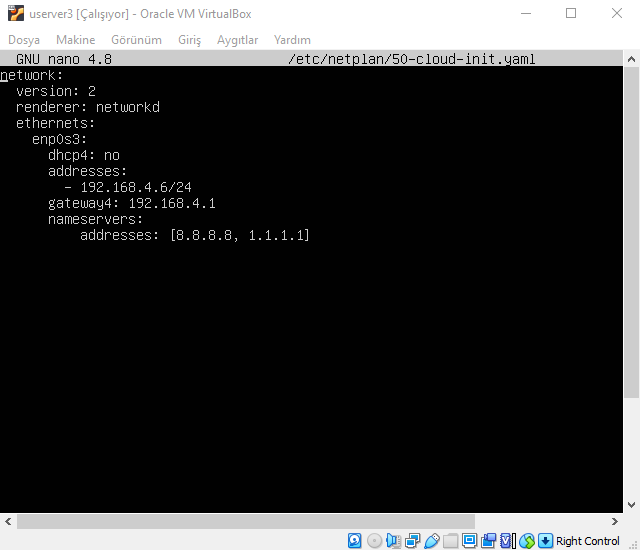 userver3 [Çalışıyor] - Oracle VM VirtualBox
Dosya Makine Görünüm Giriş Aygıtlar Yardım
GNU nano 4.8 /etc/netplan/50-cloud-init.yaml
network:
  version: 2
  renderer: networkd
  ethernets:
    enp0s3:
      dhcp4: no
      addresses:
        - 192.168.4.6/24
      gateway4: 192.168.4.1
      nameservers:
          addresses: [8.8.8.8, 1.1.1.1]
Right Control